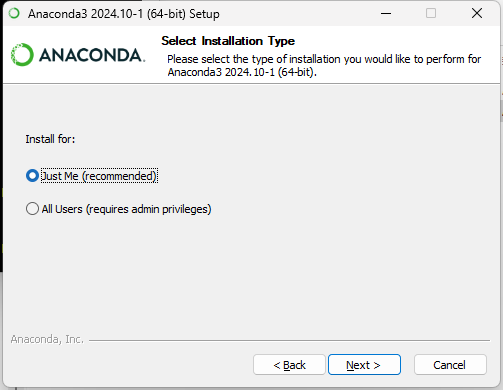 Anaconda3 2024.10-1 (64-bit) Setup
ANACONDA.
Select Installation Type
Please select the type of installation you would like to perform for
Anaconda3 2024.10-1 (64-bit).
Install for:
Just Me (recommended)
All Users (requires admin privileges)
Anaconda, Inc.
< Back
Next >
Cancel